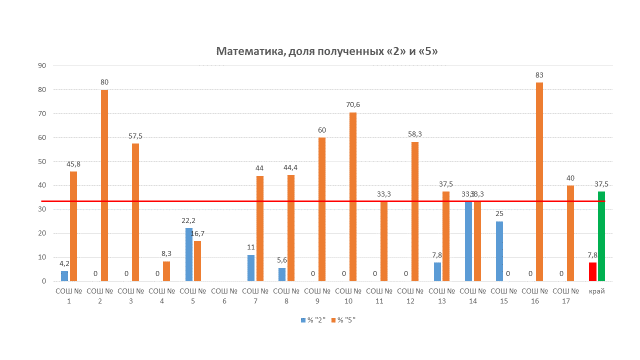 Математика, доля полученных «2» и «5»
90
80
70
60
50
40
30
20
10
0
4,2 45,8
0 80
0 57,5
0 8,3
22,2 16,7
11 44
5,6 44,4
0 60
0 70,6
0 33,3
0 58,3
7,8 37,5
33,3 33,3
25 0
0 83
0 40
7,8 37,5
СОШ № 1
СОШ № 2
СОШ № 3
СОШ № 4
СОШ № 5
СОШ № 6
СОШ № 7
СОШ № 8
СОШ № 9
СОШ № 10
СОШ № 11
СОШ № 12
СОШ № 13
СОШ № 14
СОШ № 15
СОШ № 16
СОШ № 17
край
% "2" % "5"